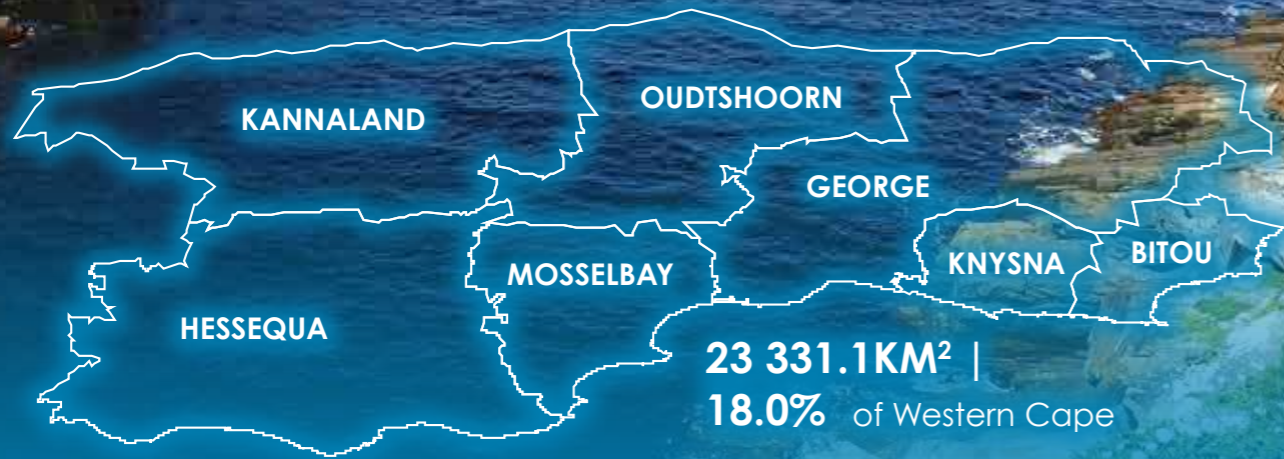 KANNALAND
OUDTSHOORN
GEORGE
KNYSNA
BITOU
MOSSELBAY
HESSEQUA
23 331.1KM² |
18.0% of Western Cape